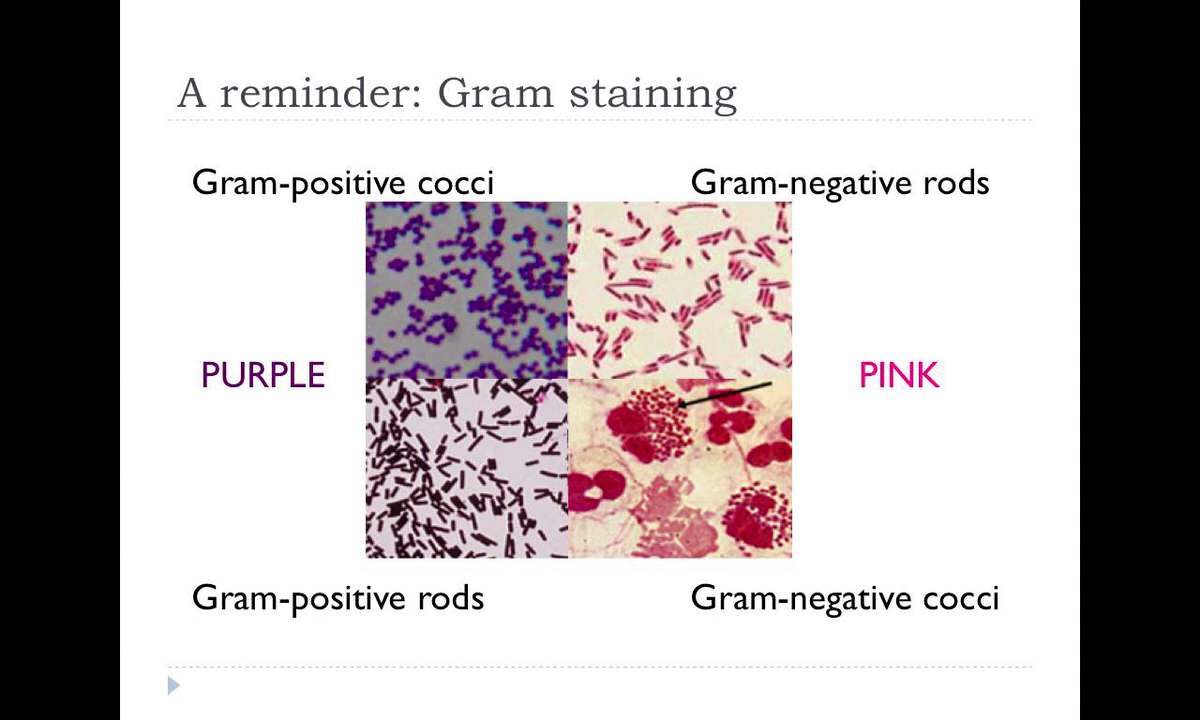 A reminder: Gram staining
Gram-positive cocci
Gram-negative rods
PURPLE
PINK
Gram-positive rods
Gram-negative cocci